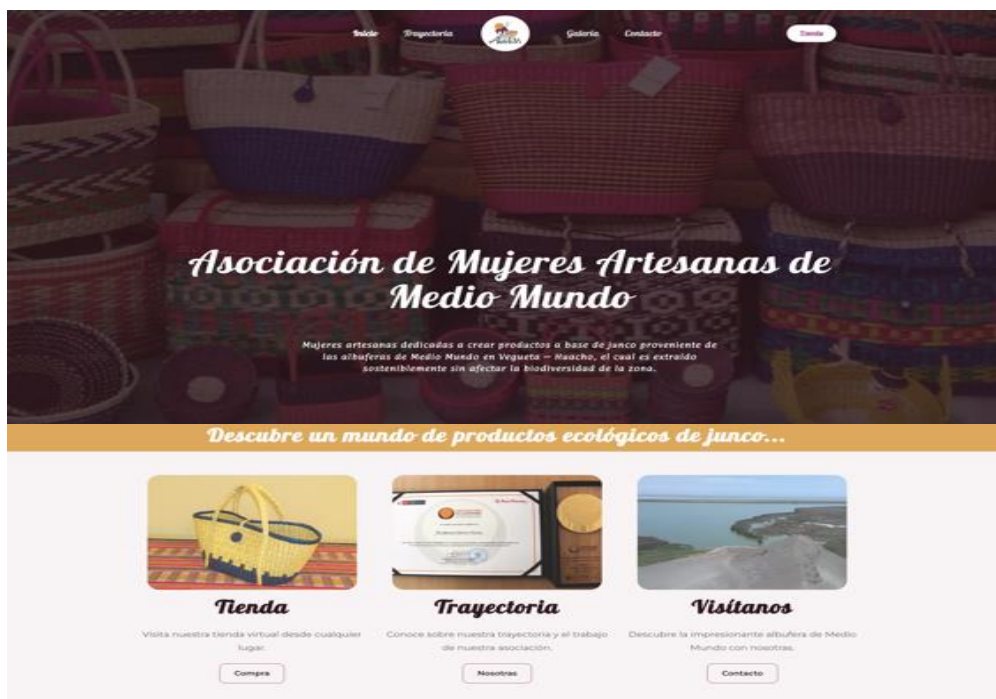 Inicio Trayectoria Galería Contacto Tienda
Asociación de Mujeres Artesanas de
Medio Mundo
Mujeres artesanas dedicadas a crear productos a base de junco proveniente de
las albuferas de Medio Mundo en Vegueta – Huacho, el cual es extraído
sosteniblemente sin afectar la biodiversidad de la zona.
Descubre un mundo de productos ecológicos de junco...
Tienda
Visita nuestra tienda virtual desde cualquier
lugar.
Compra
Trayectoria
Conoce sobre nuestra trayectoria y el trabajo
de nuestra asociación.
Nosotras
Visítanos
Descubre la impresionante albufera de Medio
Mundo con nosotras.
Contacto